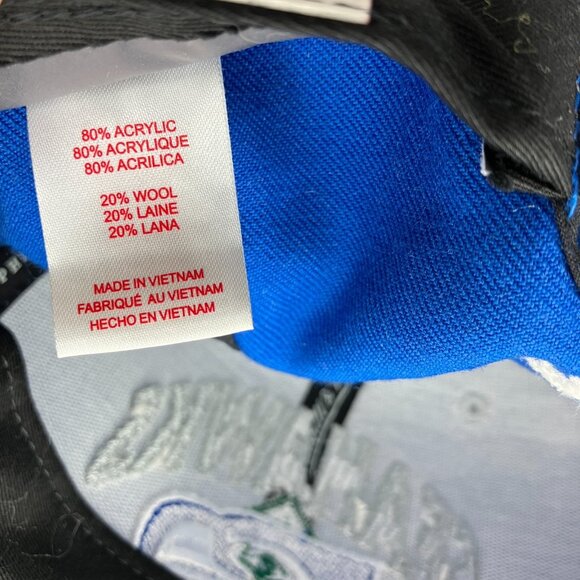 80% ACRYLIC
80% ACRYLIQUE
80% ACRILICA
20% WOOL
20% LAINE
20% LANA
MADE IN VIETNAM
FABRIQUÉ AU VIETNAM
HECHO EN VIETNAM